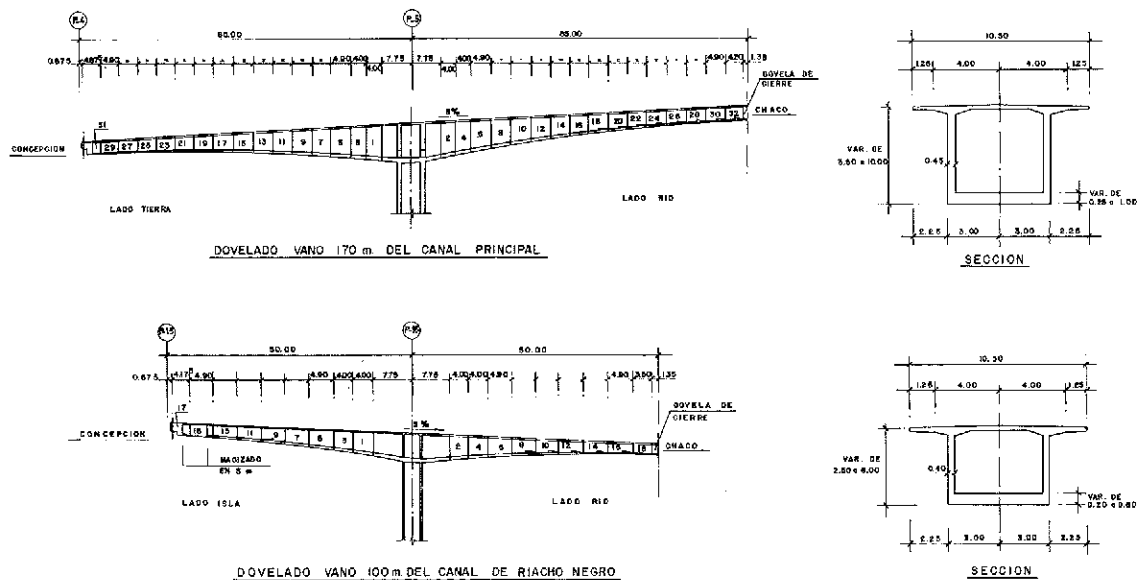 P-5
85.00
0.675 4.90 4.90 4.00 7.75 7.75 4.00 4.90 4.90 4.20 1.35
4.00 4.00
DOVELA DE
CIERRE
CHACO
31
CONCEPCION
29 27 25 23 21 19 17 15 13 11 9 7 5 1
2 4 6 8 10 12 14 16 18 20 22 24 26 28 30 32
LADO TIERRA
LADO RIO
DOVELADO VANO 170 m. DEL CANAL PRINCIPAL
10.50
1.25 4.00 4.00 1.25
VAR. DE
0.45
VAR. DE
0.25 a 1.00
2.25 3.00 3.00 2.25
SECCION
50.00 50.00
0.675 4.90 4.90 4.00 4.00 7.75 7.75 4.00 4.00 4.90 4.90 1.35
DOVELA DE
CIERRE
CHACO
17
CONCEPCION
15 13 11 9 7 5 3 1
2 4 6 8 10 12 14 16 18
MACIZADO
LADO ISLA
LADO RIO
DOVELADO VANO 100 m. DEL CANAL DE RIACHO NEGRO
10.50
1.25 4.00 4.00 1.25
VAR. DE
0.40
VAR. DE
2.25 3.00 3.00 2.25
SECCION